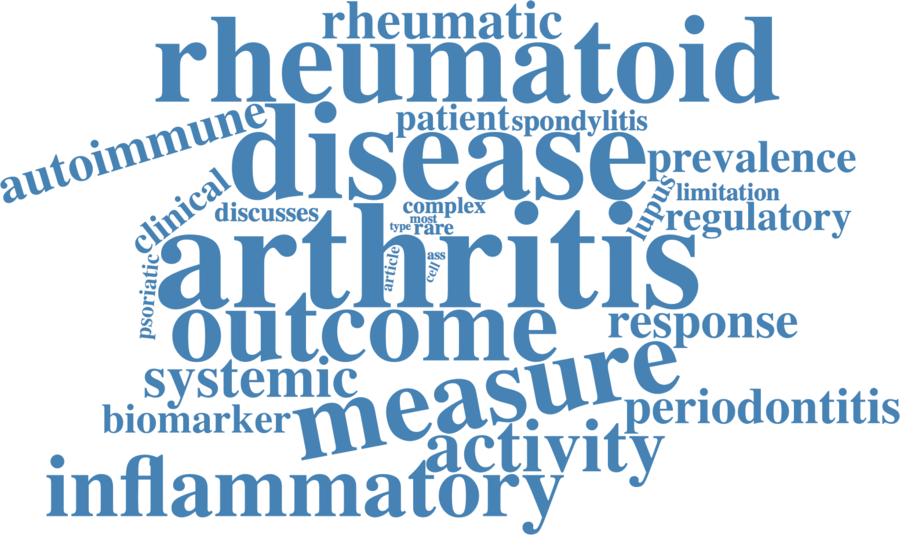 rheumatic
rheumatoid
autoimmune
disease
patient
spondylitis
prevalence
clinical
discusses
complex
most
type
rare
lupus
limitation
regulatory
arthritis
psoriatic
article
ass
cell
outcome
response
systemic
measure
biomarker
periodontitis
activity
inflammatory